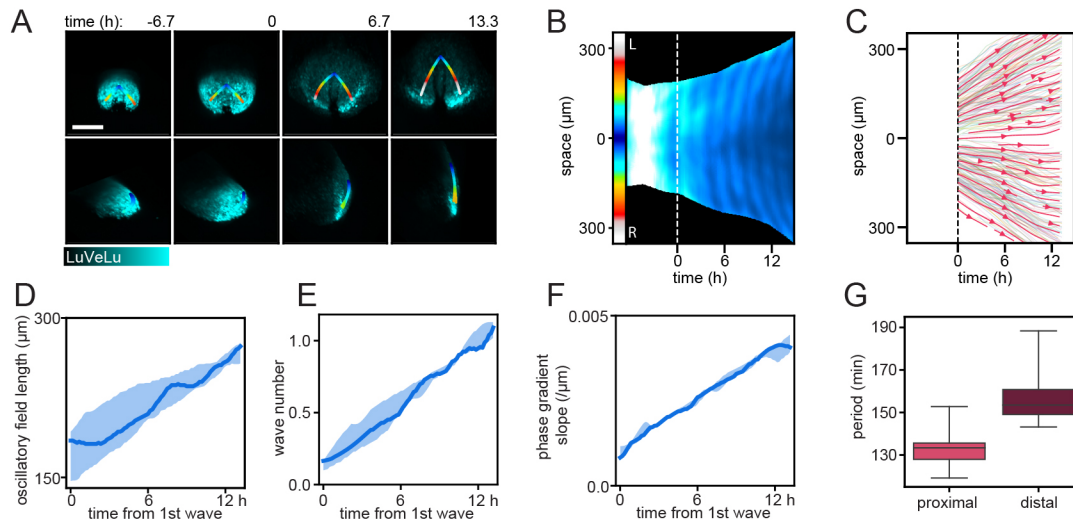 A
time (h): -6.7 0 6.7 13.3
LuVeLu
B
space (µm)
300
0
300
L
R
0 6 12
time (h)
C
space (µm)
300
0
300
0 6 12
time (h)
D
oscillatory field length (µm)
300
150
0 6 12 h
time from 1st wave
E
wave number
1.0
0.5
0.0
0 6 12 h
time from 1st wave
F
phase gradient
slope (/µm)
0.005
0.0
0 6 12 h
time from 1st wave
G
period (min)
190
170
150
130
proximal distal